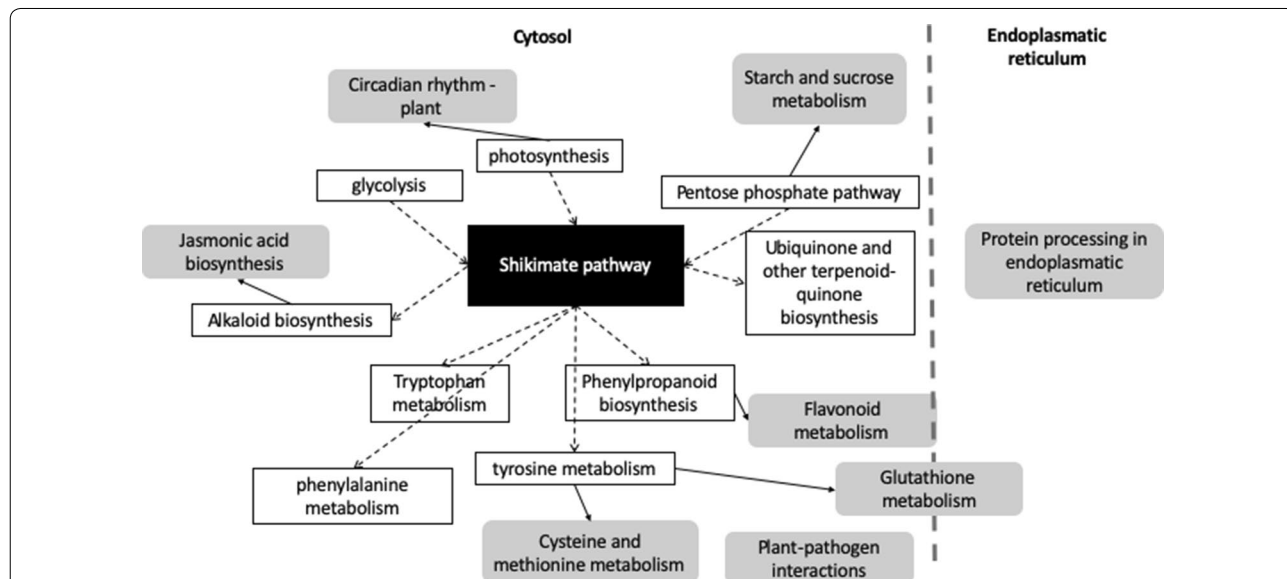 Cytosol
Endoplasmatic
reticulum
Circadian rhythm -
plant
Starch and sucrose
metabolism
photosynthesis
glycolysis
Pentose phosphate pathway
Jasmonic acid
biosynthesis
Shikimate pathway
Ubiquinone and
other terpenoid-
quinone
biosynthesis
Protein processing in
endoplasmatic
reticulum
Alkaloid biosynthesis
Tryptophan
metabolism
Phenylpropanoid
biosynthesis
Flavonoid
metabolism
tyrosine metabolism
phenylalanine
metabolism
Glutathione
metabolism
Cysteine and
methionine metabolism
Plant-pathogen
interactions